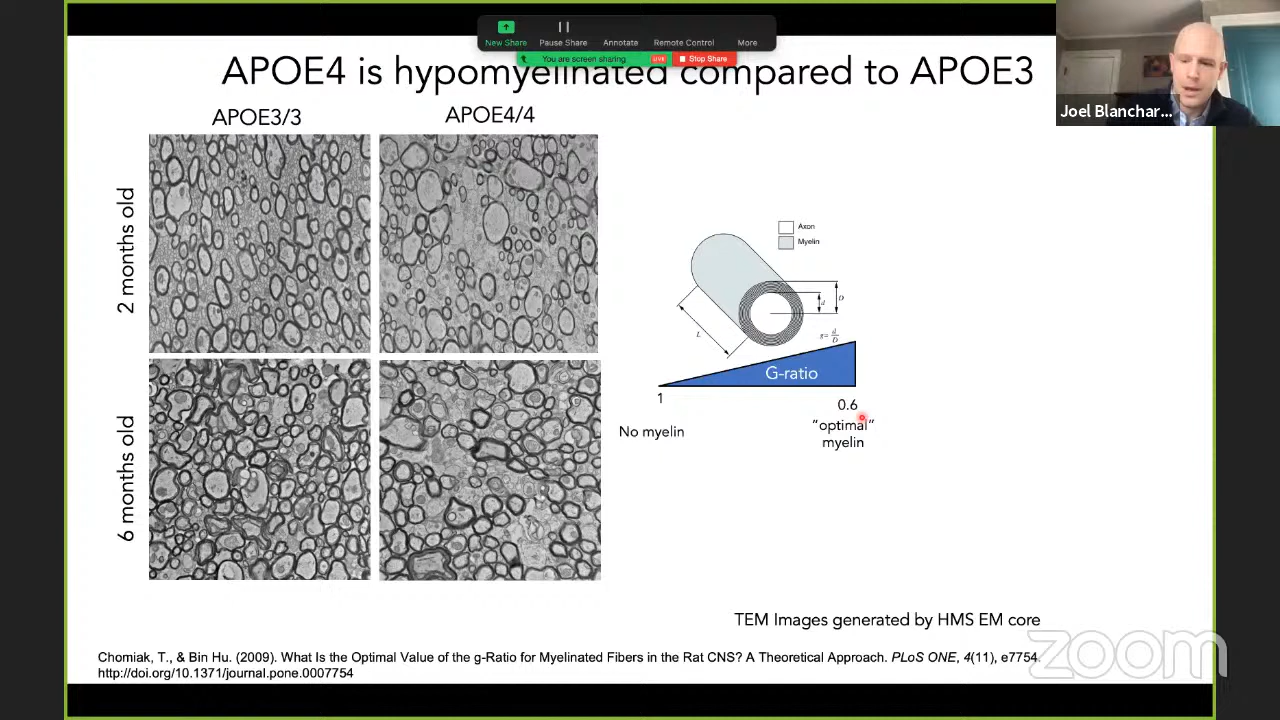 New Share
Pause Share
Annotate
Remote Control
More
You are screen sharing
LIVE
Stop Share
APOE4 is hypomyelinated compared to APOE3
Joel Blanchar...
APOE3/3
APOE4/4
2 months old
6 months old
Axon
Myelin
d
D
L
g= d/D
G-ratio
1
0.6
No myelin
"optimal"
myelin
TEM Images generated by HMS EM core
zoom
Chomiak, T., & Bin Hu. (2009). What Is the Optimal Value of the g-Ratio for Myelinated Fibers in the Rat CNS? A Theoretical Approach. PLoS ONE, 4(11), e7754.
http://doi.org/10.1371/journal.pone.0007754